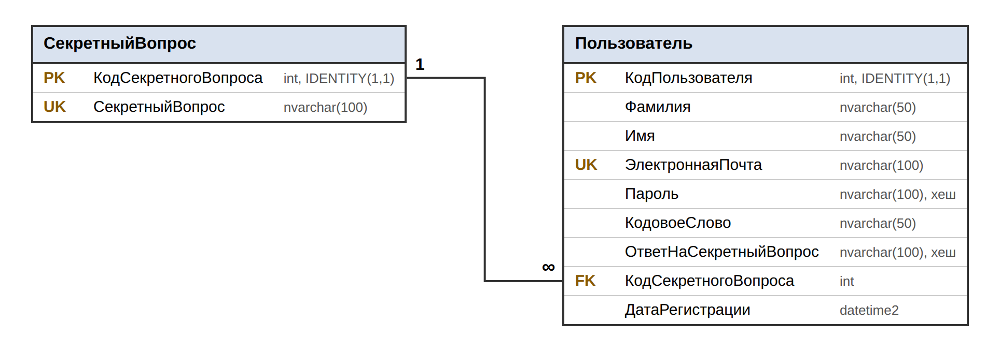 СекретныйВопрос
PK КодСекретногоВопроса int, IDENTITY(1,1)
UK СекретныйВопрос nvarchar(100)
1
∞
Пользователь
PK КодПользователя int, IDENTITY(1,1)
Фамилия nvarchar(50)
Имя nvarchar(50)
UK ЭлектроннаяПочта nvarchar(100)
Пароль nvarchar(100), хеш
КодовоеСлово nvarchar(50)
ОтветНаСекретныйВопрос nvarchar(100), хеш
FK КодСекретногоВопроса int
ДатаРегистрации datetime2